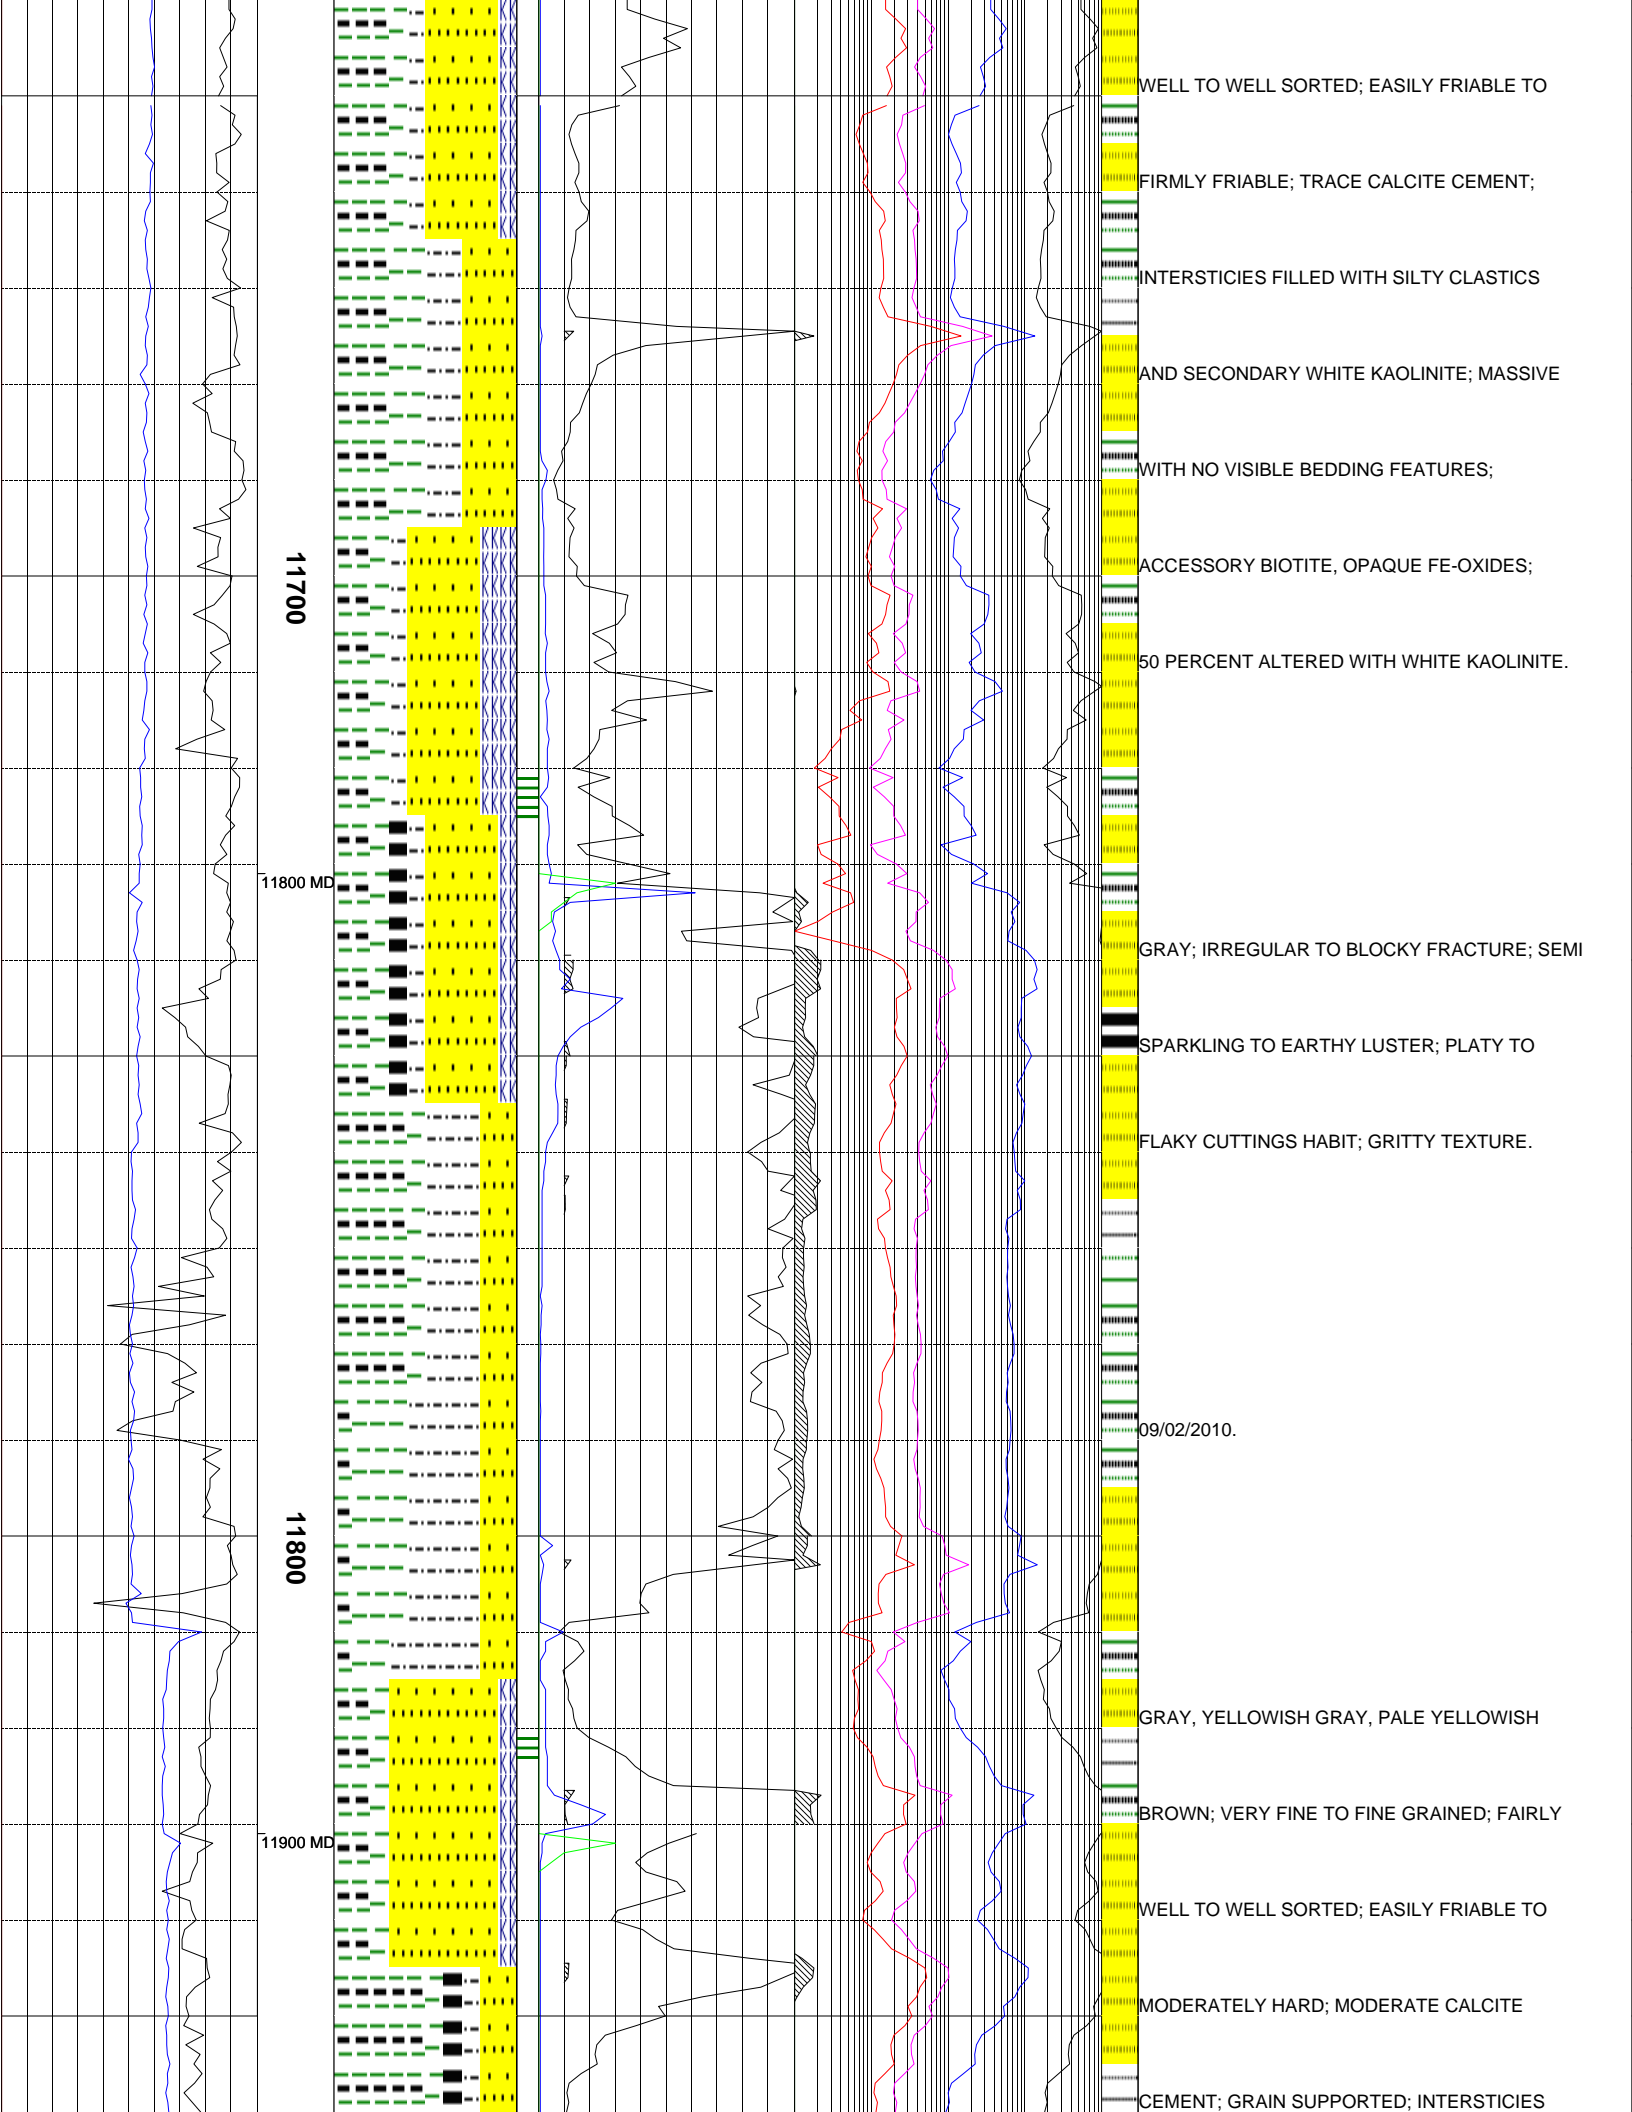 WELL TO WELL SORTED; EASILY FRIABLE TO
FIRMLY FRIABLE; TRACE CALCITE CEMENT;
INTERSTICIES FILLED WITH SILTY CLASTICS
AND SECONDARY WHITE KAOLINITE; MASSIVE
WITH NO VISIBLE BEDDING FEATURES;
11700
ACCESSORY BIOTITE, OPAQUE FE-OXIDES;
50 PERCENT ALTERED WITH WHITE KAOLINITE.
11800 MD
GRAY; IRREGULAR TO BLOCKY FRACTURE; SEMI
SPARKLING TO EARTHY LUSTER; PLATY TO
FLAKY CUTTINGS HABIT; GRITTY TEXTURE.
09/02/2010.
11800
GRAY, YELLOWISH GRAY, PALE YELLOWISH
BROWN; VERY FINE TO FINE GRAINED; FAIRLY
11900 MD
WELL TO WELL SORTED; EASILY FRIABLE TO
MODERATELY HARD; MODERATE CALCITE
CEMENT; GRAIN SUPPORTED; INTERSTICIES